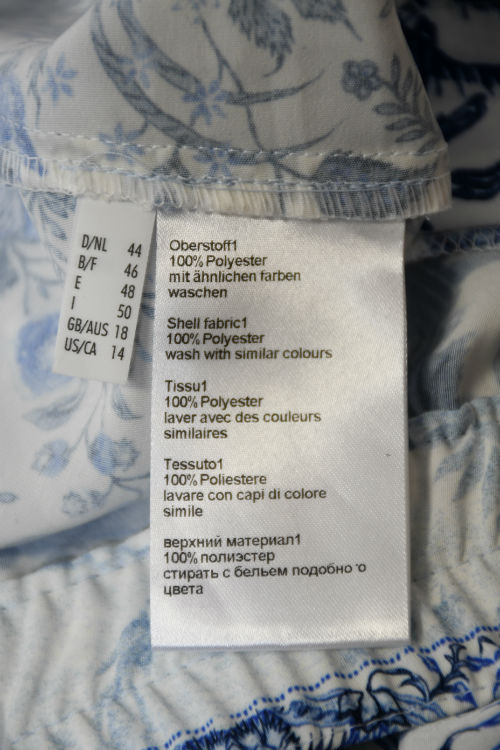 D/NL 44
B/F 46
E 48
I 50
GB/AUS 18
US/CA 14
Oberstoff1
100% Polyester
mit ähnlichen farben
waschen
Shell fabric1
100% Polyester
wash with similar colours
Tissu1
100% Polyester
laver avec des couleurs
similaires
Tessuto1
100% Poliestere
lavare con capi di colore
simile
верхний материал1
100% полиэстер
стирать с бельем подобно о
цвета